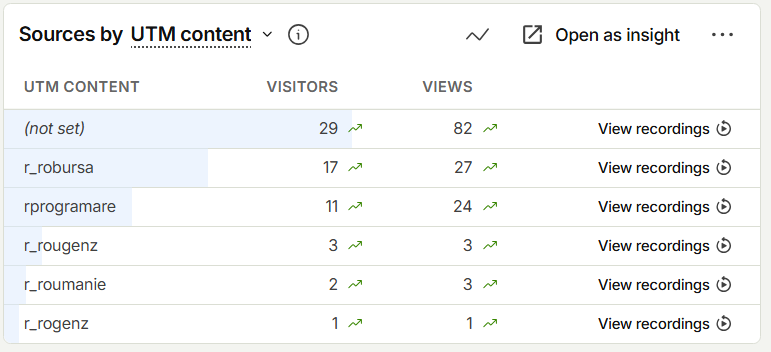 Sources by UTM content Open as insight
UTM CONTENT VISITORS VIEWS
(not set) 29 82 View recordings
r_robursa 17 27 View recordings
rprogramare 11 24 View recordings
r_rougenz 3 3 View recordings
r_roumanie 2 3 View recordings
r_rogenz 1 1 View recordings